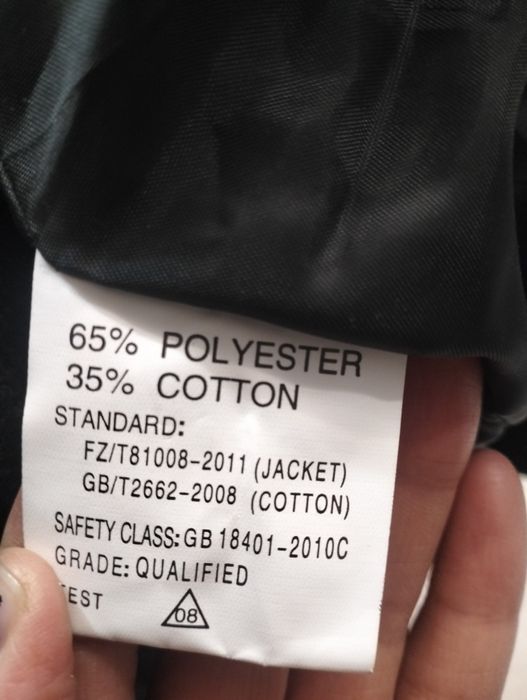 65% POLYESTER
35% COTTON
STANDARD:
FZ/T81008-2011 (JACKET)
GB/T2662-2008 (COTTON)
SAFETY CLASS: GB 18401-2010C
GRADE: QUALIFIED
08